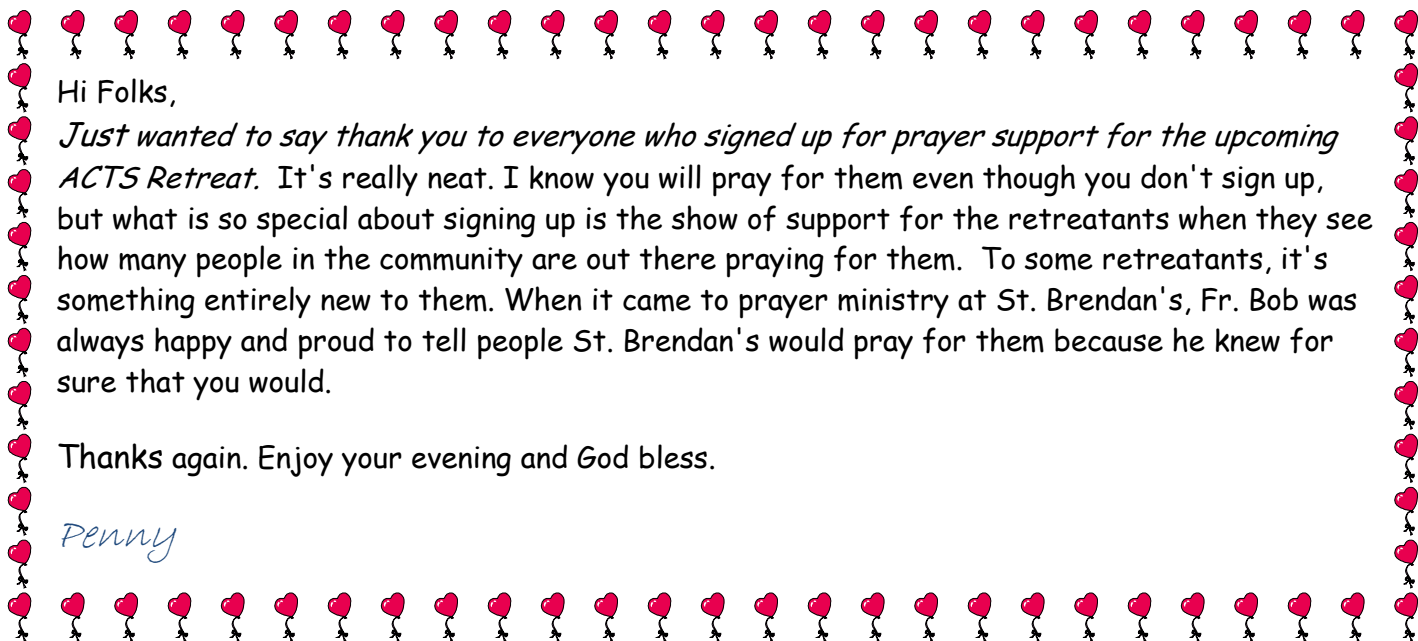 Hi Folks,
Just wanted to say thank you to everyone who signed up for prayer support for the upcoming
ACTS Retreat.  It's really neat. I know you will pray for them even though you don't sign up,
but what is so special about signing up is the show of support for the retreatants when they see
how many people in the community are out there praying for them.  To some retreatants, it's
something entirely new to them. When it came to prayer ministry at St. Brendan's, Fr. Bob was
always happy and proud to tell people St. Brendan's would pray for them because he knew for
sure that you would.
Thanks again. Enjoy your evening and God bless.
Penny